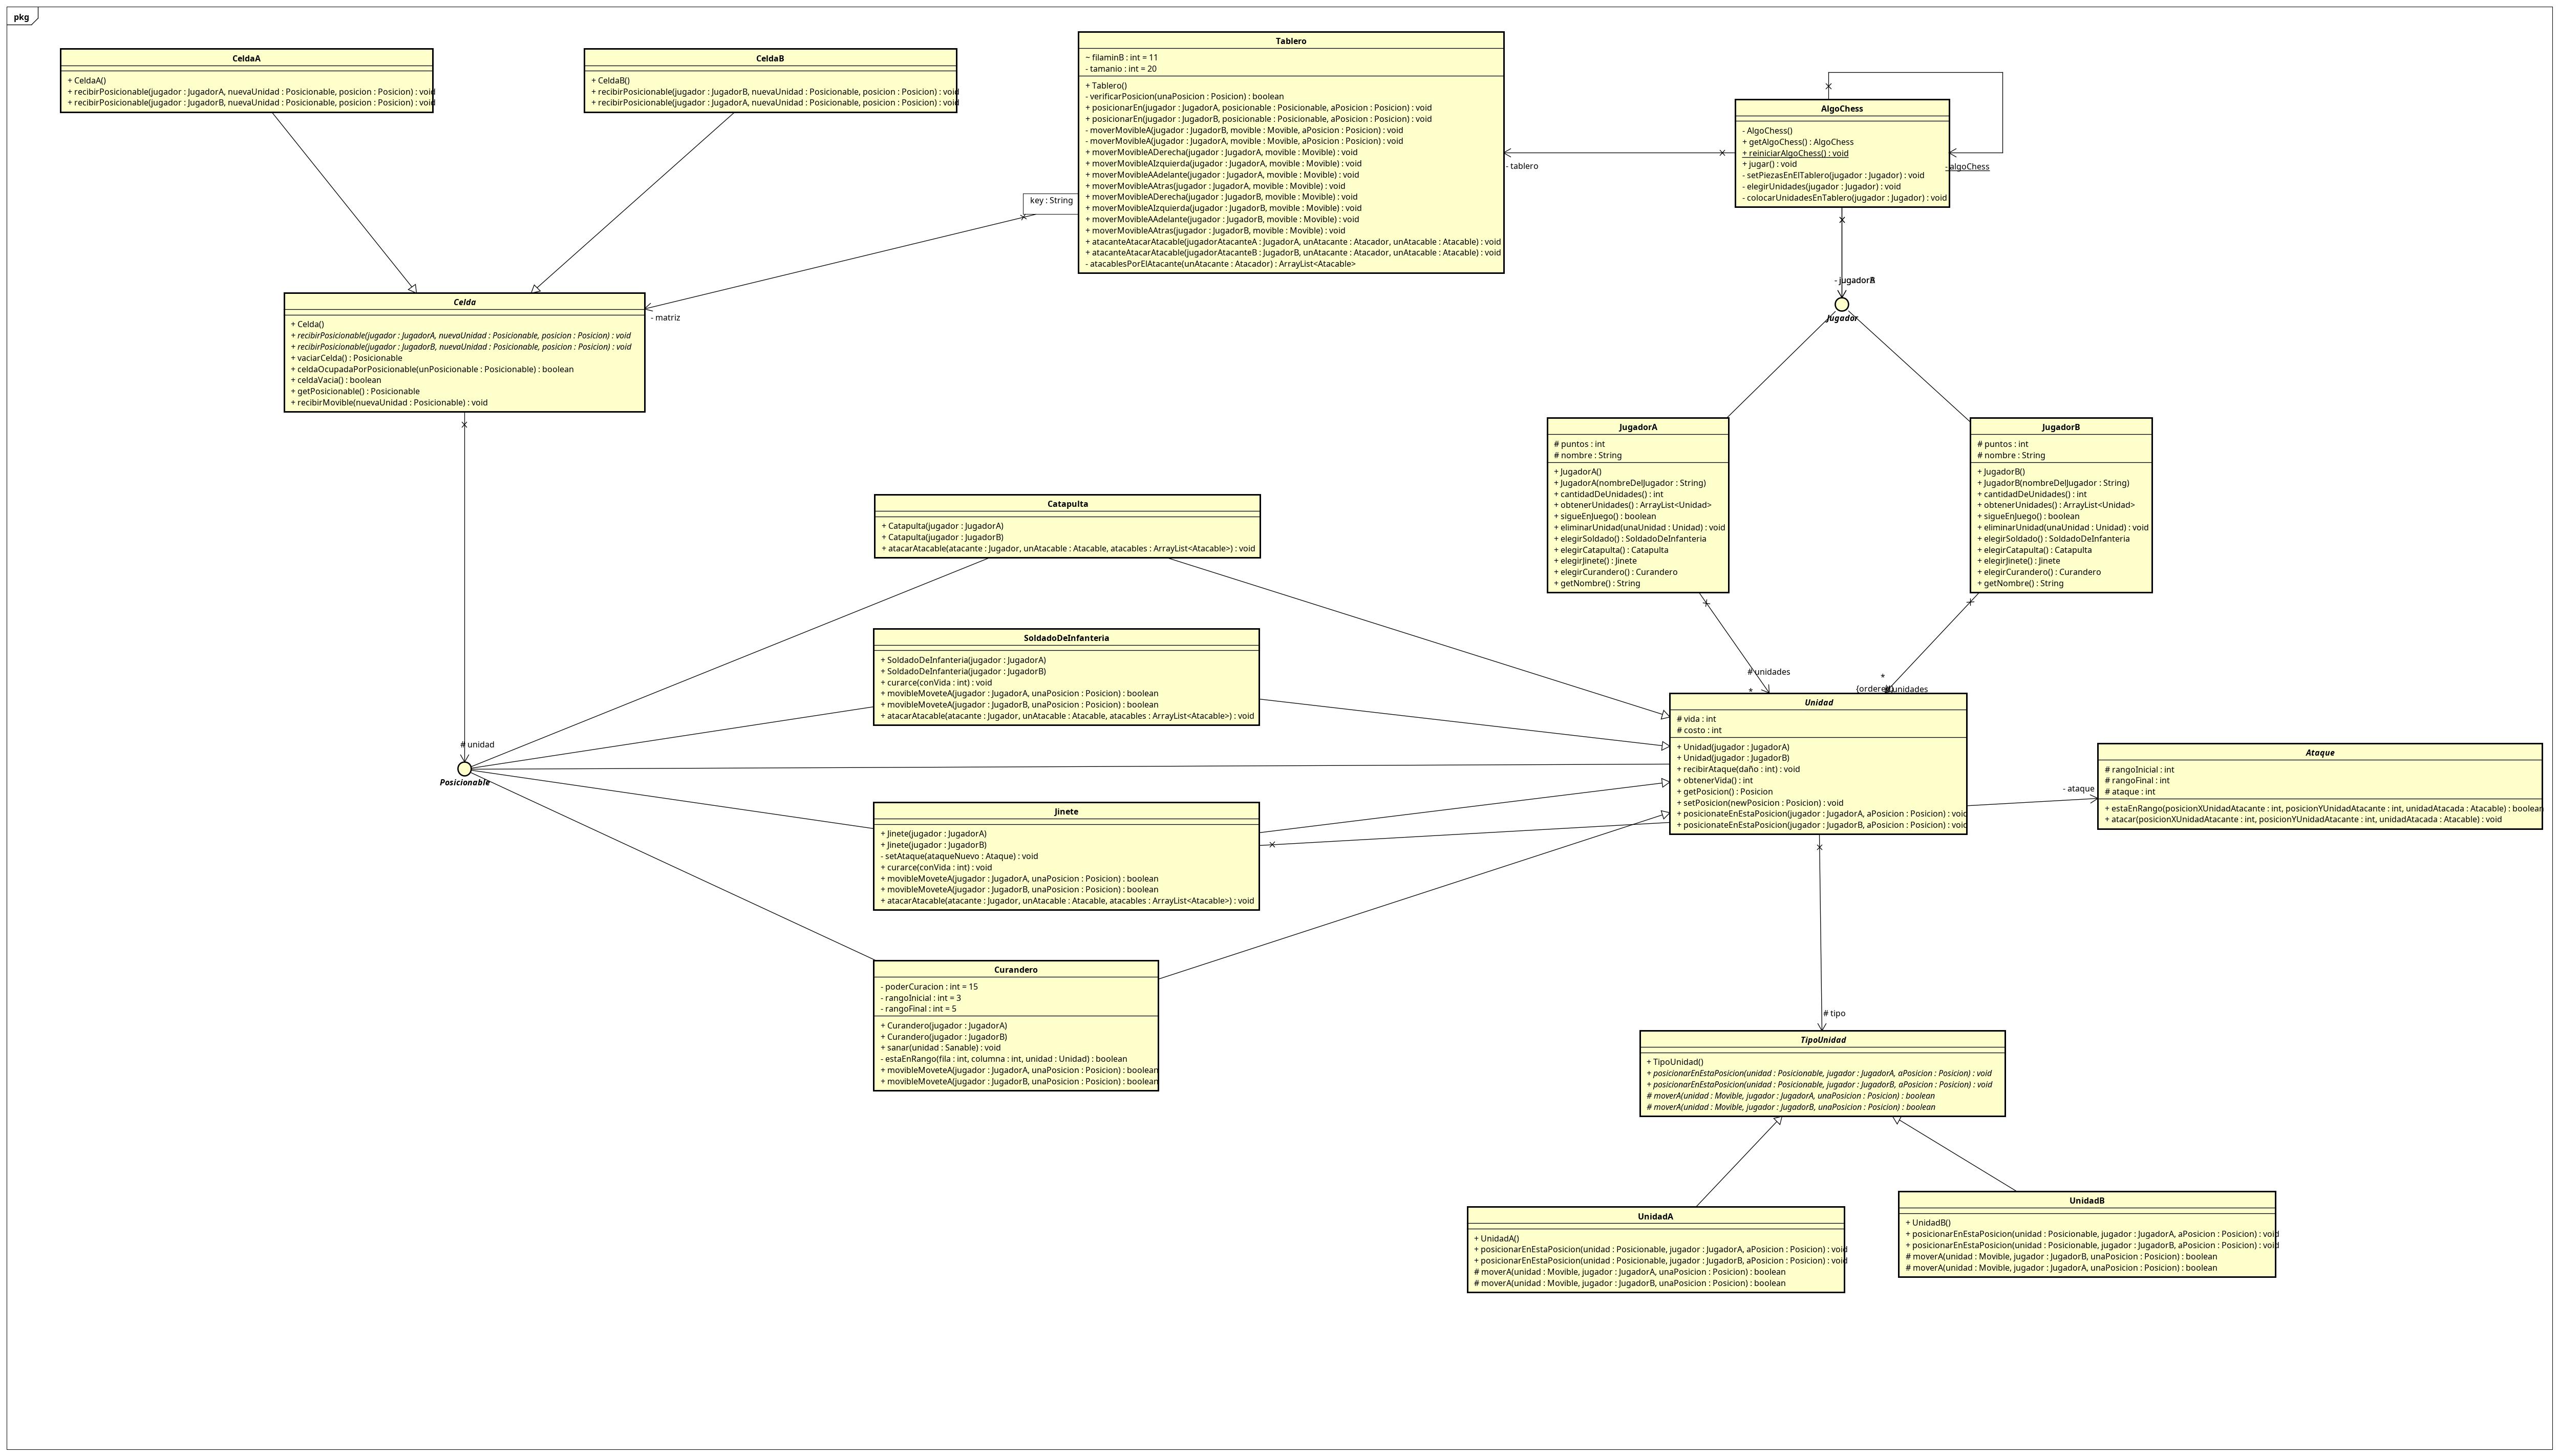 pkg
CeldaA
+ CeldaA()
+ recibirPosicionable(jugador : JugadorA, nuevaUnidad : Posicionable, posicion : Posicion) : void
+ recibirPosicionable(jugador : JugadorB, nuevaUnidad : Posicionable, posicion : Posicion) : void
CeldaB
+ CeldaB()
+ recibirPosicionable(jugador : JugadorB, nuevaUnidad : Posicionable, posicion : Posicion) : void
+ recibirPosicionable(jugador : JugadorA, nuevaUnidad : Posicionable, posicion : Posicion) : void
Tablero
~ filaminB : int = 11
- tamanio : int = 20
+ Tablero()
- verificarPosicion(unaPosicion : Posicion) : boolean
+ posicionarEn(jugador : JugadorA, posicionable : Posicionable, aPosicion : Posicion) : void
+ posicionarEn(jugador : JugadorB, posicionable : Posicionable, aPosicion : Posicion) : void
- moverMovibleA(jugador : JugadorB, movible : Movible, aPosicion : Posicion) : void
- moverMovibleA(jugador : JugadorA, movible : Movible, aPosicion : Posicion) : void
+ moverMovibleADerecha(jugador : JugadorA, movible : Movible) : void
+ moverMovibleAIzquierda(jugador : JugadorA, movible : Movible) : void
+ moverMovibleAAdelante(jugador : JugadorA, movible : Movible) : void
+ moverMovibleAAtras(jugador : JugadorA, movible : Movible) : void
+ moverMovibleADerecha(jugador : JugadorB, movible : Movible) : void
+ moverMovibleAIzquierda(jugador : JugadorB, movible : Movible) : void
+ moverMovibleAAdelante(jugador : JugadorB, movible : Movible) : void
+ moverMovibleAAtras(jugador : JugadorB, movible : Movible) : void
+ atacanteAtacarAtacable(jugadorAtacanteA : JugadorA, unAtacante : Atacador, unAtacable : Atacable) : void
+ atacanteAtacarAtacable(jugadorAtacanteB : JugadorB, unAtacante : Atacador, unAtacable : Atacable) : void
- atacablesPorElAtacante(unAtacante : Atacador) : ArrayList<Atacable>
key : String
- matriz
- tablero
AlgoChess
- AlgoChess()
+ getAlgoChess() : AlgoChess
+ reiniciarAlgoChess() : void
+ jugar() : void
- setPiezasEnElTablero(jugador : Jugador) : void
- elegirUnidades(jugador : Jugador) : void
- colocarUnidadesEnTablero(jugador : Jugador) : void
- algoChess
Jugador
Celda
+ Celda()
+ recibirPosicionable(jugador : JugadorA, nuevaUnidad : Posicionable, posicion : Posicion) : void
+ recibirPosicionable(jugador : JugadorB, nuevaUnidad : Posicionable, posicion : Posicion) : void
+ vaciarCelda() : Posicionable
+ celdaOcupadaPorPosicionable(unPosicionable : Posicionable) : boolean
+ celdaVacia() : boolean
+ getPosicionable() : Posicionable
+ recibirMovible(nuevaUnidad : Posicionable) : void
JugadorA
# puntos : int
# nombre : String
+ JugadorA()
+ JugadorA(nombreDelJugador : String)
+ cantidadDeUnidades() : int
+ obtenerUnidades() : ArrayList<Unidad>
+ sigueEnJuego() : boolean
+ eliminarUnidad(unaUnidad : Unidad) : void
+ elegirSoldado() : SoldadoDeInfanteria
+ elegirCatapulta() : Catapulta
+ elegirJinete() : Jinete
+ elegirCurandero() : Curandero
+ getNombre() : String
JugadorB
# puntos : int
# nombre : String
+ JugadorB()
+ JugadorB(nombreDelJugador : String)
+ cantidadDeUnidades() : int
+ obtenerUnidades() : ArrayList<Unidad>
+ sigueEnJuego() : boolean
+ eliminarUnidad(unaUnidad : Unidad) : void
+ elegirSoldado() : SoldadoDeInfanteria
+ elegirCatapulta() : Catapulta
+ elegirJinete() : Jinete
+ elegirCurandero() : Curandero
+ getNombre() : String
Catapulta
+ Catapulta(jugador : JugadorA)
+ Catapulta(jugador : JugadorB)
+ atacarAtacable(atacante : Jugador, unAtacable : Atacable, atacables : ArrayList<Atacable>) : void
SoldadoDeInfanteria
+ SoldadoDeInfanteria(jugador : JugadorA)
+ SoldadoDeInfanteria(jugador : JugadorB)
+ curarce(conVida : int) : void
+ movibleMoveteA(jugador : JugadorA, unaPosicion : Posicion) : boolean
+ movibleMoveteA(jugador : JugadorB, unaPosicion : Posicion) : boolean
+ atacarAtacable(atacante : Jugador, unAtacable : Atacable, atacables : ArrayList<Atacable>) : void
# unidades
*
*
# unidad
Posicionable
Unidad
# vida : int
# costo : int
+ Unidad(jugador : JugadorA)
+ Unidad(jugador : JugadorB)
+ recibirAtaque(daño : int) : void
+ obtenerVida() : int
+ getPosicion() : Posicion
+ setPosicion(newPosicion : Posicion) : void
+ posicionateEnEstaPosicion(jugador : JugadorA, aPosicion : Posicion) : void
+ posicionateEnEstaPosicion(jugador : JugadorB, aPosicion : Posicion) : void
- ataque
Ataque
# rangoInicial : int
# rangoFinal : int
# ataque : int
+ estaEnRango(posicionXUnidadAtacante : int, posicionYUnidadAtacante : int, unidadAtacada : Atacable) : boolean
+ atacar(posicionXUnidadAtacante : int, posicionYUnidadAtacante : int, unidadAtacada : Atacable) : void
Jinete
+ Jinete(jugador : JugadorA)
+ Jinete(jugador : JugadorB)
- setAtaque(ataqueNuevo : Ataque) : void
+ curarce(conVida : int) : void
+ movibleMoveteA(jugador : JugadorA, unaPosicion : Posicion) : boolean
+ movibleMoveteA(jugador : JugadorB, unaPosicion : Posicion) : boolean
+ atacarAtacable(atacante : Jugador, unAtacable : Atacable, atacables : ArrayList<Atacable>) : void
Curandero
- poderCuracion : int = 15
- rangoInicial : int = 3
- rangoFinal : int = 5
+ Curandero(jugador : JugadorA)
+ Curandero(jugador : JugadorB)
+ sanar(unidad : Sanable) : void
- estaEnRango(fila : int, columna : int, unidad : Unidad) : boolean
+ movibleMoveteA(jugador : JugadorA, unaPosicion : Posicion) : boolean
+ movibleMoveteA(jugador : JugadorB, unaPosicion : Posicion) : boolean
# tipo
TipoUnidad
+ TipoUnidad()
+ posicionarEnEstaPosicion(unidad : Posicionable, jugador : JugadorA, aPosicion : Posicion) : void
+ posicionarEnEstaPosicion(unidad : Posicionable, jugador : JugadorB, aPosicion : Posicion) : void
# moverA(unidad : Movible, jugador : JugadorA, unaPosicion : Posicion) : boolean
# moverA(unidad : Movible, jugador : JugadorB, unaPosicion : Posicion) : boolean
UnidadA
+ UnidadA()
+ posicionarEnEstaPosicion(unidad : Posicionable, jugador : JugadorA, aPosicion : Posicion) : void
+ posicionarEnEstaPosicion(unidad : Posicionable, jugador : JugadorB, aPosicion : Posicion) : void
# moverA(unidad : Movible, jugador : JugadorA, unaPosicion : Posicion) : boolean
# moverA(unidad : Movible, jugador : JugadorB, unaPosicion : Posicion) : boolean
UnidadB
+ UnidadB()
+ posicionarEnEstaPosicion(unidad : Posicionable, jugador : JugadorA, aPosicion : Posicion) : void
+ posicionarEnEstaPosicion(unidad : Posicionable, jugador : JugadorB, aPosicion : Posicion) : void
# moverA(unidad : Movible, jugador : JugadorB, unaPosicion : Posicion) : boolean
# moverA(unidad : Movible, jugador : JugadorA, unaPosicion : Posicion) : boolean